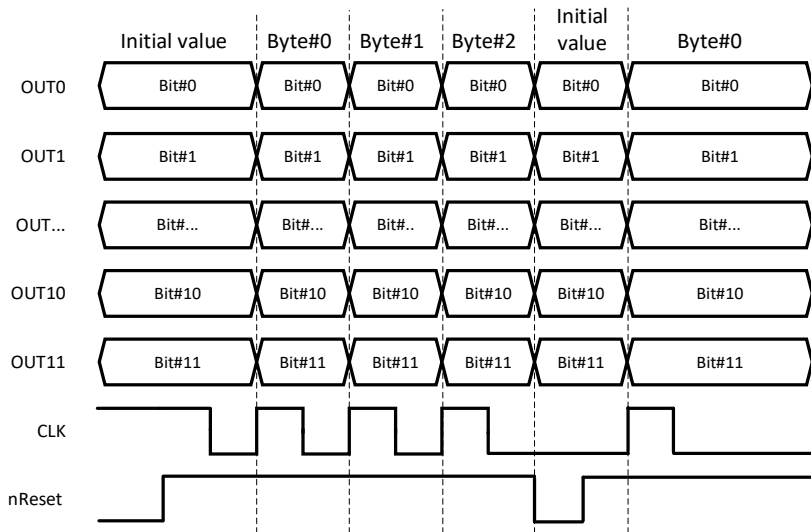 Initial value Byte#0 Byte#1 Byte#2 Initial value Byte#0
OUT0 Bit#0 Bit#0 Bit#0 Bit#0 Bit#0 Bit#0
OUT1 Bit#1 Bit#1 Bit#1 Bit#1 Bit#1 Bit#1
OUT... Bit#... Bit#... Bit#.. Bit#... Bit#... Bit#...
OUT10 Bit#10 Bit#10 Bit#10 Bit#10 Bit#10 Bit#10
OUT11 Bit#11 Bit#11 Bit#11 Bit#11 Bit#11 Bit#11
CLK
nReset